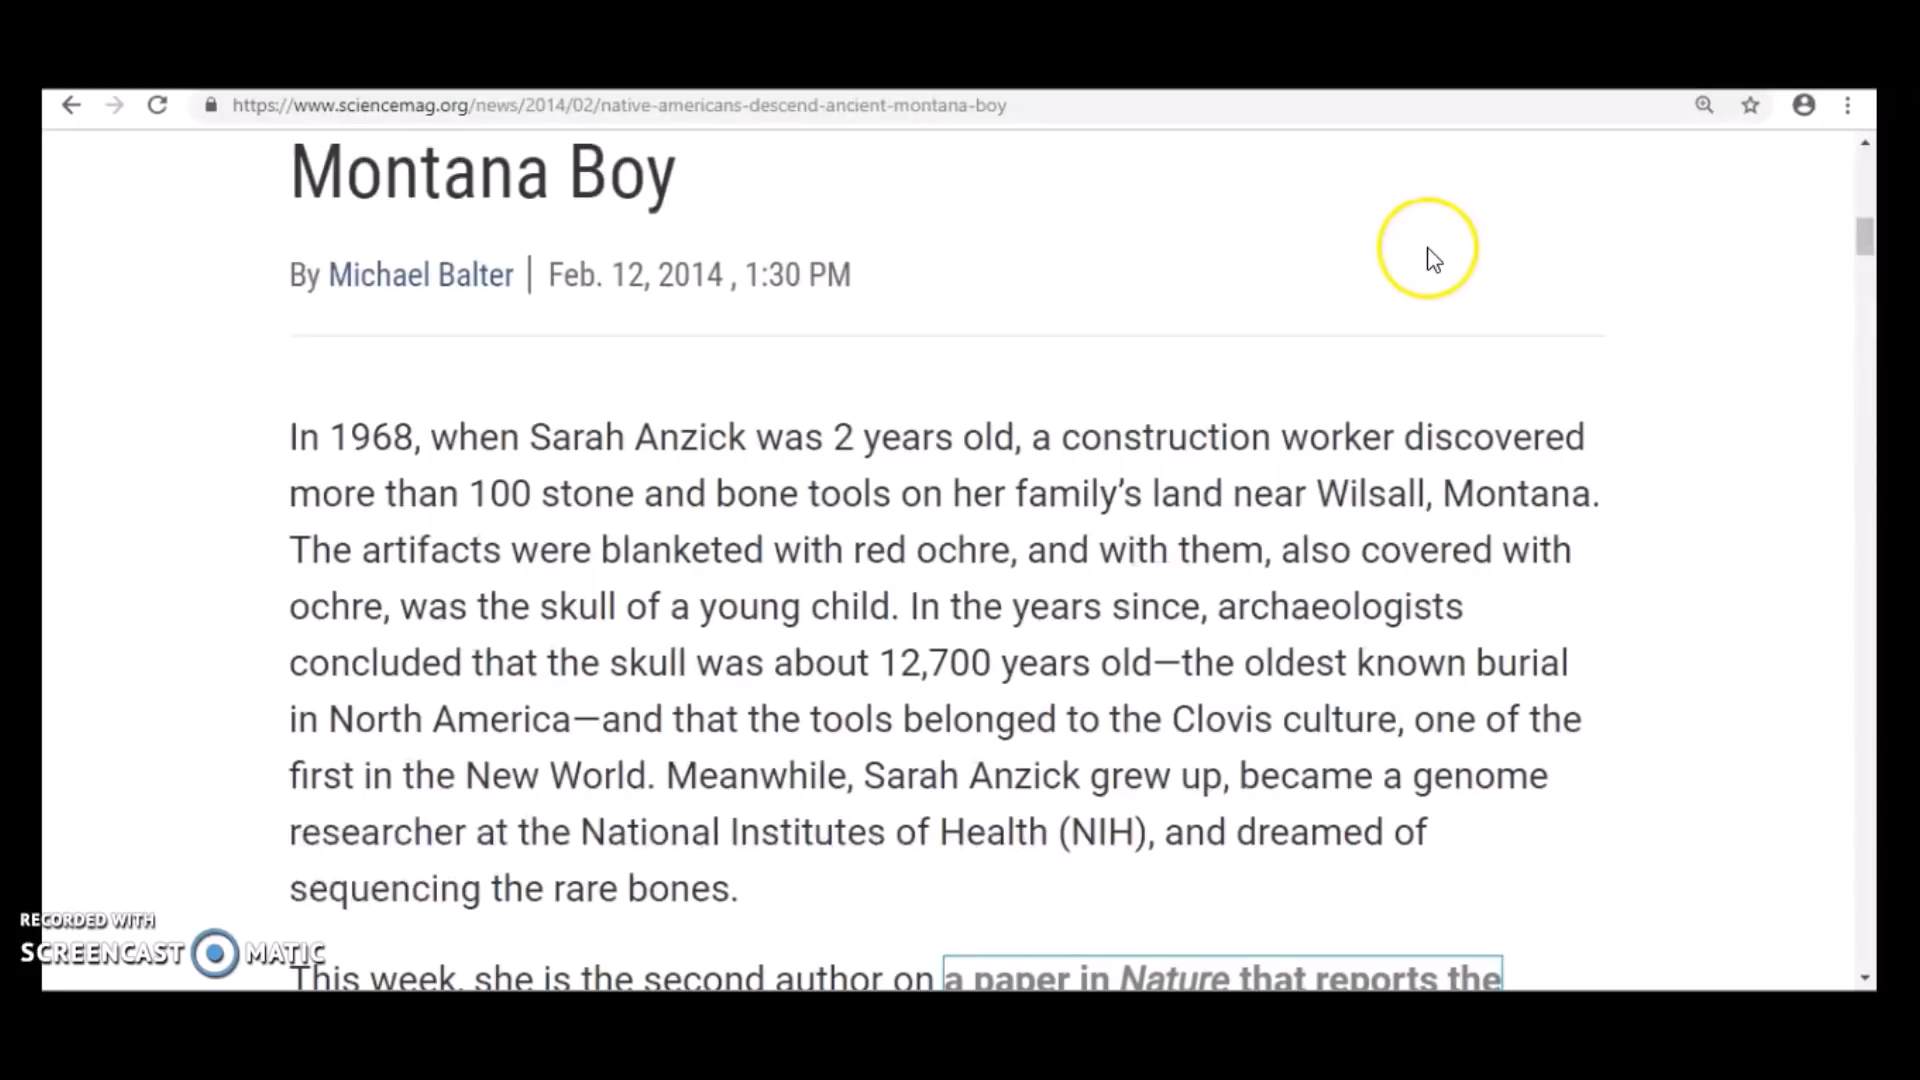 https://www.sciencemag.org/news/2014/02/native-americans-descend-ancient-montana-boy
Montana Boy
By Michael Balter | Feb. 12, 2014 , 1:30 PM
In 1968, when Sarah Anzick was 2 years old, a construction worker discovered
more than 100 stone and bone tools on her family’s land near Wilsall, Montana.
The artifacts were blanketed with red ochre, and with them, also covered with
ochre, was the skull of a young child. In the years since, archaeologists
concluded that the skull was about 12,700 years old—the oldest known burial
in North America—and that the tools belonged to the Clovis culture, one of the
first in the New World. Meanwhile, Sarah Anzick grew up, became a genome
researcher at the National Institutes of Health (NIH), and dreamed of
sequencing the rare bones.
This week, she is the second author on a paper in Nature that reports the
RECORDED WITH
SCREENCAST MATIC